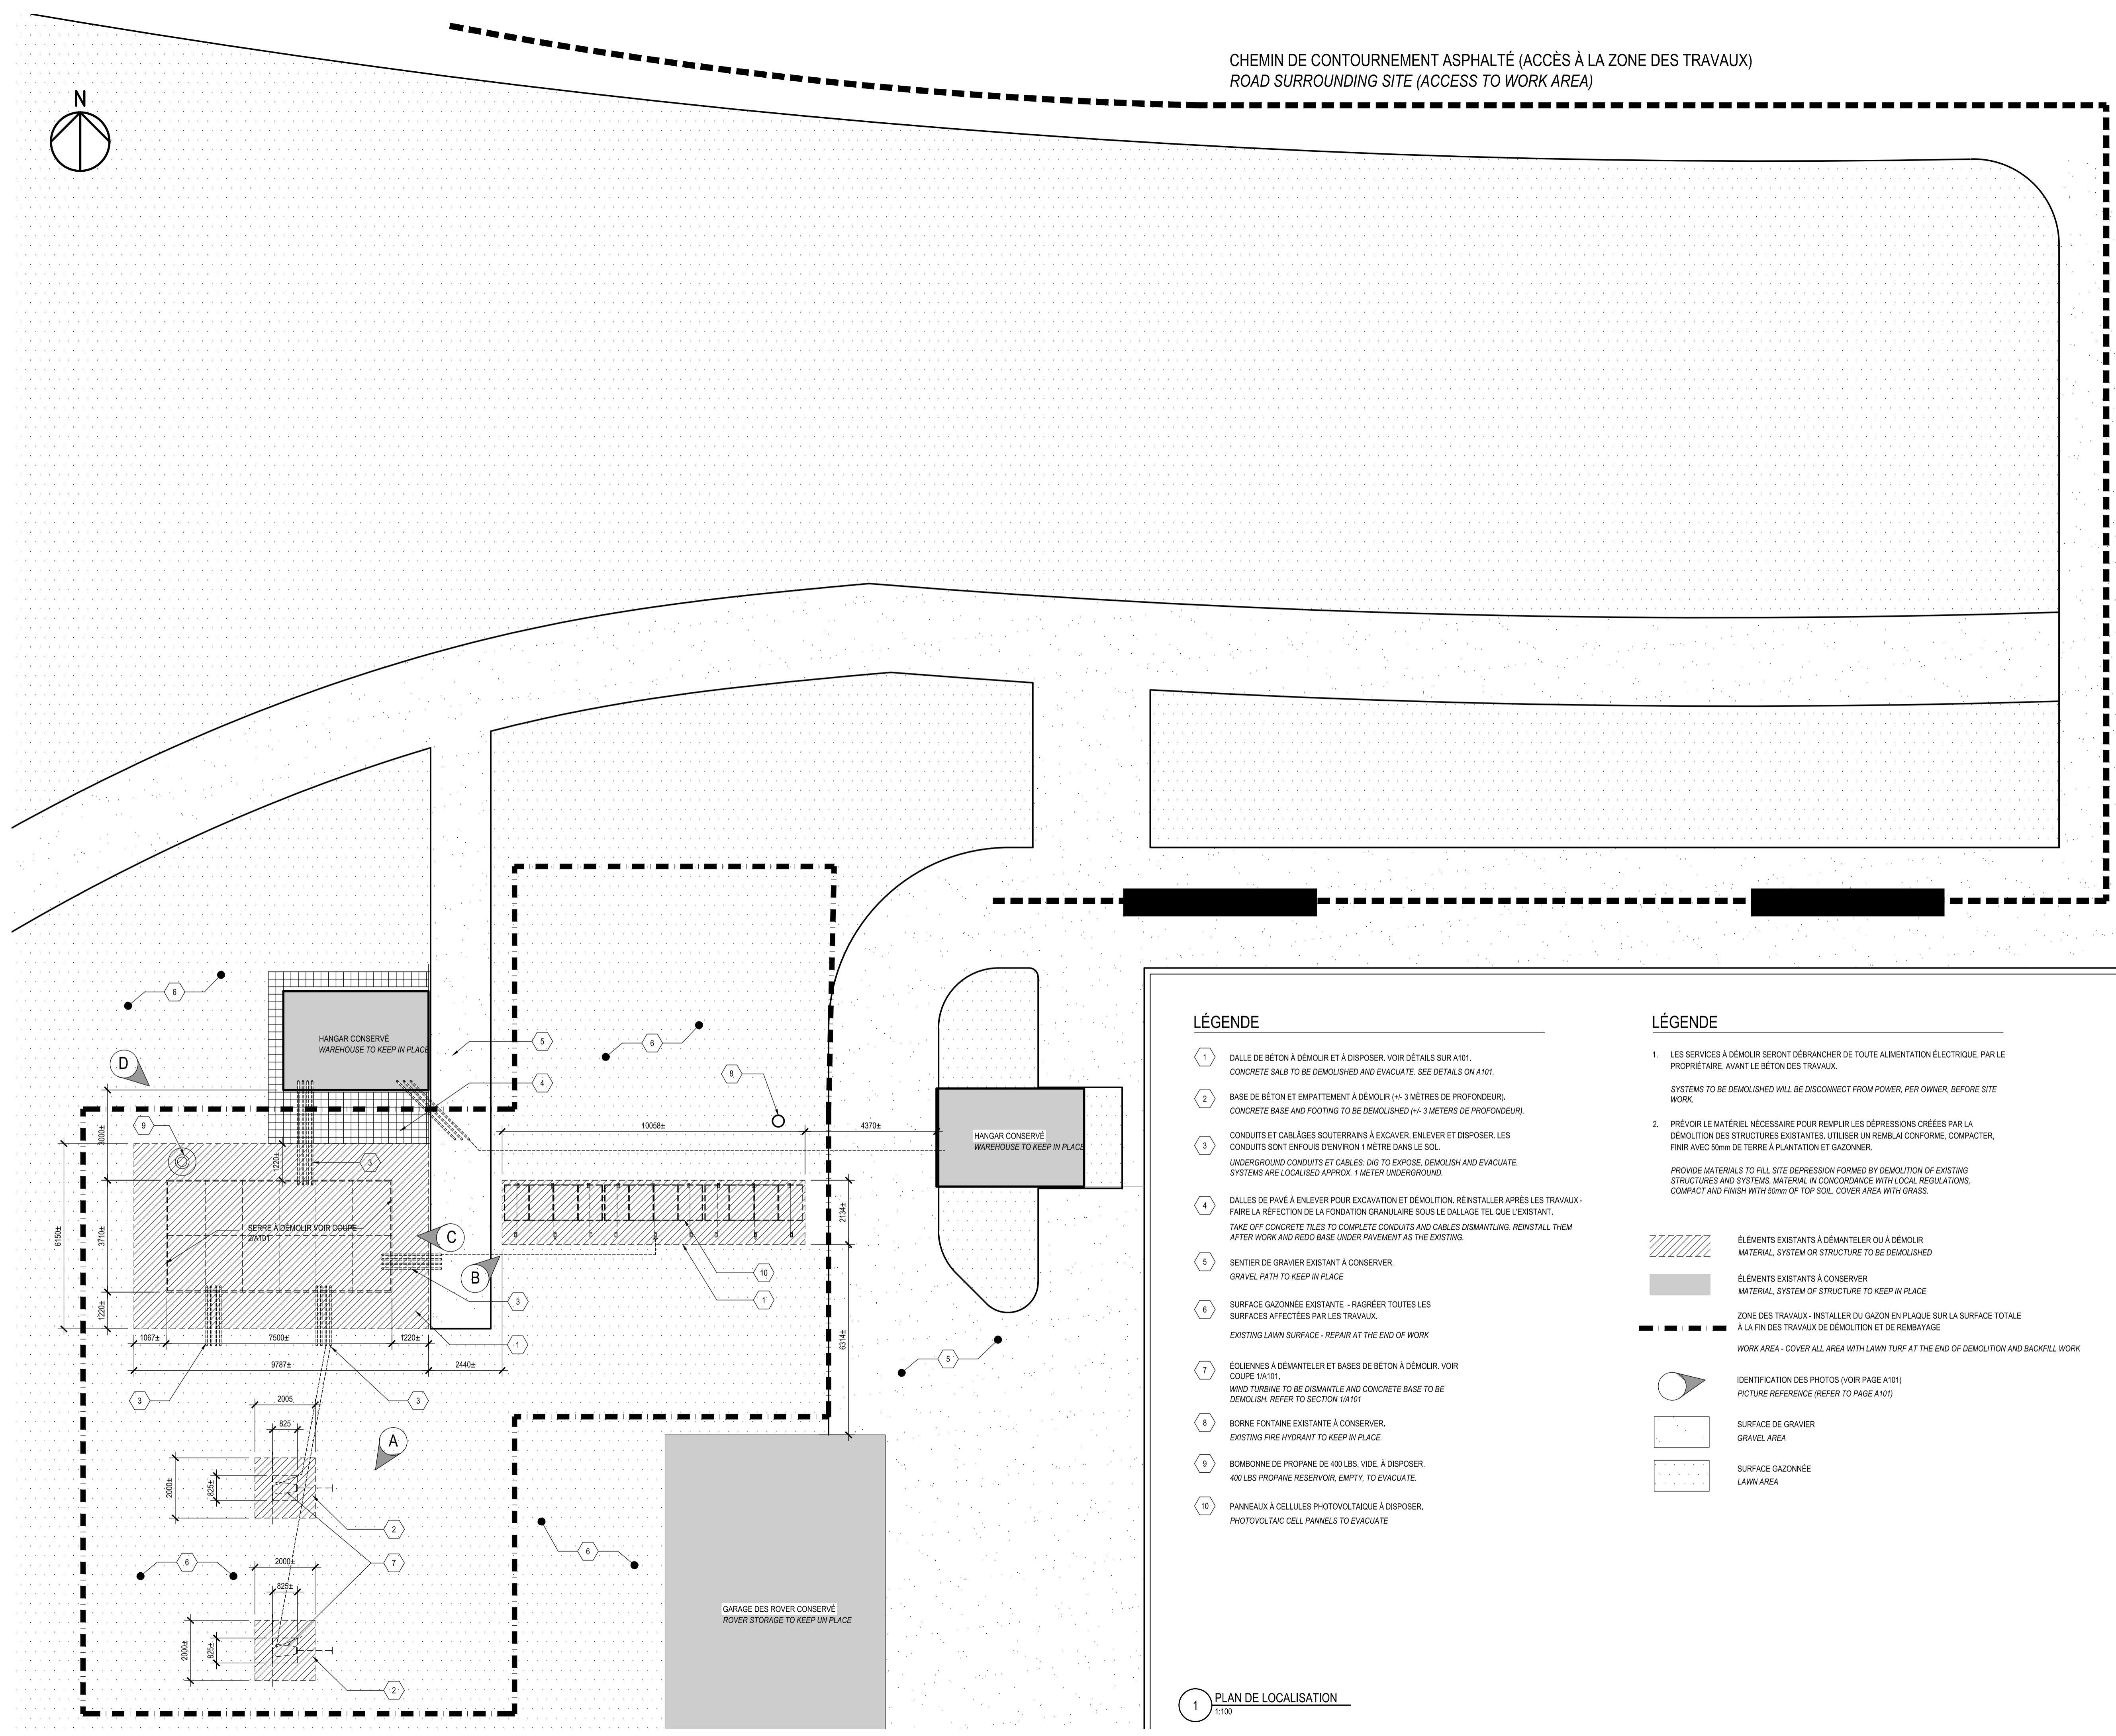 CHEMIN DE CONTOURNEMENT ASPHALTÉ (ACCÈS À LA ZONE DES TRAVAUX)
ROAD SURROUNDING SITE (ACCESS TO WORK AREA)
N
6
HANGAR CONSERVÉ
WAREHOUSE TO KEEP IN PLACE
D
5
6
4
8
9
3000±
1220±
3
10058±
4370±
HANGAR CONSERVÉ
WAREHOUSE TO KEEP IN PLACE
6150±
3710±
SERRE À DÉMOLIR VOIR COUPE
2/A101
C
B
2134±
10
3
1
1220±
1067±
7500±
1220±
1
6314±
9787±
2440±
5
3
3
2005
825
A
2000±
825±
2
6
7
6
2000±
825±
2000±
825±
2
GARAGE DES ROVER CONSERVÉ
ROVER STORAGE TO KEEP UN PLACE
LÉGENDE
1
DALLE DE BÉTON À DÉMOLIR ET À DISPOSER. VOIR DÉTAILS SUR A101.
CONCRETE SALB TO BE DEMOLISHED AND EVACUATE. SEE DETAILS ON A101.
2
BASE DE BÉTON ET EMPATTEMENT À DÉMOLIR (+/- 3 MÈTRES DE PROFONDEUR).
CONCRETE BASE AND FOOTING TO BE DEMOLISHED (+/- 3 METERS DE PROFONDEUR).
3
CONDUITS ET CABLÂGES SOUTERRAINS À EXCAVER, ENLEVER ET DISPOSER. LES
CONDUITS SONT ENFOUIS D'ENVIRON 1 MÈTRE DANS LE SOL.
UNDERGROUND CONDUITS ET CABLES: DIG TO EXPOSE, DEMOLISH AND EVACUATE.
SYSTEMS ARE LOCALISED APPROX. 1 METER UNDERGROUND.
4
DALLES DE PAVÉ À ENLEVER POUR EXCAVATION ET DÉMOLITION. RÉINSTALLER APRÈS LES TRAVAUX -
FAIRE LA RÉFECTION DE LA FONDATION GRANULAIRE SOUS LE DALLAGE TEL QUE L'EXISTANT.
TAKE OFF CONCRETE TILES TO COMPLETE CONDUITS AND CABLES DISMANTLING. REINSTALL THEM
AFTER WORK AND REDO BASE UNDER PAVEMENT AS THE EXISTING.
5
SENTIER DE GRAVIER EXISTANT À CONSERVER.
GRAVEL PATH TO KEEP IN PLACE
6
SURFACE GAZONNÉE EXISTANTE - RAGRÉER TOUTES LES
SURFACES AFFECTÉES PAR LES TRAVAUX.
EXISTING LAWN SURFACE - REPAIR AT THE END OF WORK
7
ÉOLIENNES À DÉMANTELER ET BASES DE BÉTON À DÉMOLIR. VOIR
COUPE 1/A101.
WIND TURBINE TO BE DISMANTLE AND CONCRETE BASE TO BE
DEMOLISH. REFER TO SECTION 1/A101
8
BORNE FONTAINE EXISTANTE À CONSERVER.
EXISTING FIRE HYDRANT TO KEEP IN PLACE.
9
BOMBONNE DE PROPANE DE 400 LBS, VIDE, À DISPOSER.
400 LBS PROPANE RESERVOIR, EMPTY, TO EVACUATE.
10
PANNEAUX À CELLULES PHOTOVOLTAIQUE À DISPOSER.
PHOTOVOLTAIC CELL PANNELS TO EVACUATE
LÉGENDE
1. LES SERVICES À DÉMOLIR SERONT DÉBRANCHER DE TOUTE ALIMENTATION ÉLECTRIQUE, PAR LE
PROPRIÉTAIRE, AVANT LE BÉTON DES TRAVAUX.
SYSTEMS TO BE DEMOLISHED WILL BE DISCONNECT FROM POWER, PER OWNER, BEFORE SITE
WORK.
2. PRÉVOIR LE MATÉRIEL NÉCESSAIRE POUR REMPLIR LES DÉPRESSIONS CRÉÉES PAR LA
DÉMOLITION DES STRUCTURES EXISTANTES. UTILISER UN REMBLAI CONFORME, COMPACTER,
FINIR AVEC 50mm DE TERRE À PLANTATION ET GAZONNER.
PROVIDE MATERIALS TO FILL SITE DEPRESSION FORMED BY DEMOLITION OF EXISTING
STRUCTURES AND SYSTEMS. MATERIAL IN CONCORDANCE WITH LOCAL REGULATIONS,
COMPACT AND FINISH WITH 50mm OF TOP SOIL. COVER AREA WITH GRASS.
ÉLÉMENTS EXISTANTS À DÉMANTELER OU À DÉMOLIR
MATERIAL, SYSTEM OR STRUCTURE TO BE DEMOLISHED
ÉLÉMENTS EXISTANTS À CONSERVER
MATERIAL, SYSTEM OF STRUCTURE TO KEEP IN PLACE
ZONE DES TRAVAUX - INSTALLER DU GAZON EN PLAQUE SUR LA SURFACE TOTALE
À LA FIN DES TRAVAUX DE DÉMOLITION ET DE REMBAYAGE
WORK AREA - COVER ALL AREA WITH LAWN TURF AT THE END OF DEMOLITION AND BACKFILL WORK
IDENTIFICATION DES PHOTOS (VOIR PAGE A101)
PICTURE REFERENCE (REFER TO PAGE A101)
SURFACE DE GRAVIER
GRAVEL AREA
SURFACE GAZONNÉE
LAWN AREA
1
PLAN DE LOCALISATION
1:100